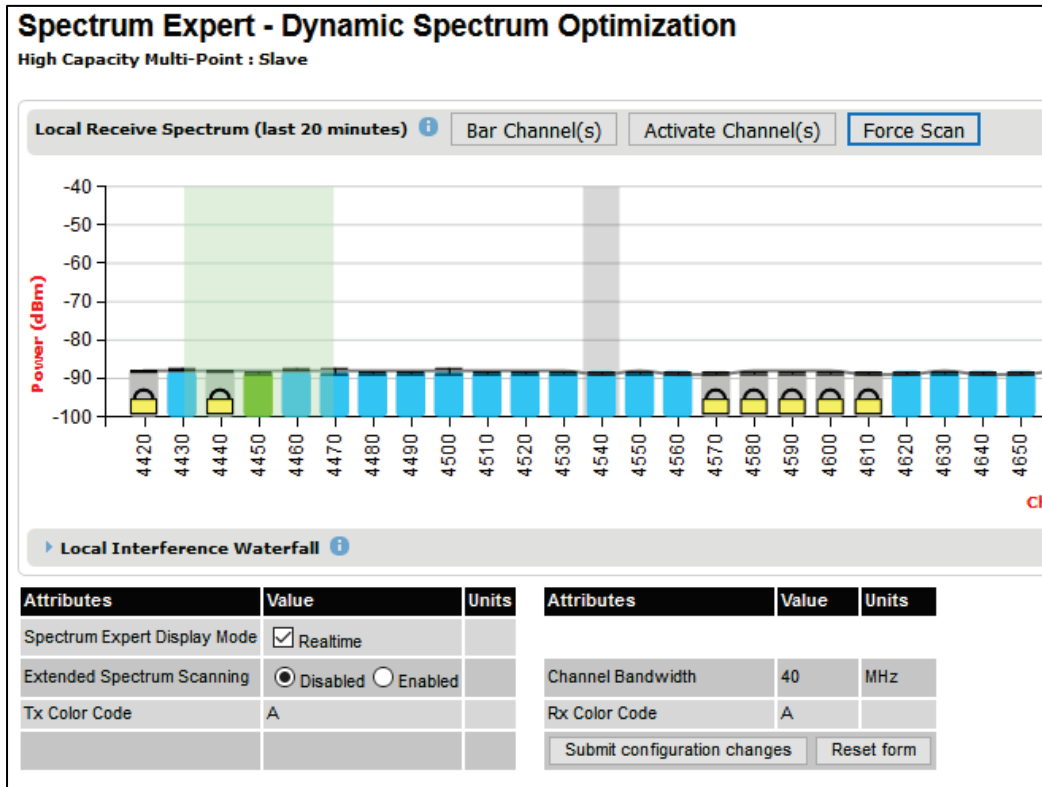 Spectrum Expert - Dynamic Spectrum Optimization
High Capacity Multi-Point : Slave
Local Receive Spectrum (last 20 minutes) i Bar Channel(s) Activate Channel(s) Force Scan
Power (dBm)
-40
-50
-60
-70
-80
-90
-100
4420 4430 4440 4450 4460 4470 4480 4490 4500 4510 4520 4530 4540 4550 4560 4570 4580 4590 4600 4610 4620 4630 4640 4650
Local Interference Waterfall i
Attributes Value Units Attributes Value Units
Spectrum Expert Display Mode Realtime
Extended Spectrum Scanning Disabled Enabled Channel Bandwidth 40 MHz
Tx Color Code A Rx Color Code A
Submit configuration changes Reset form